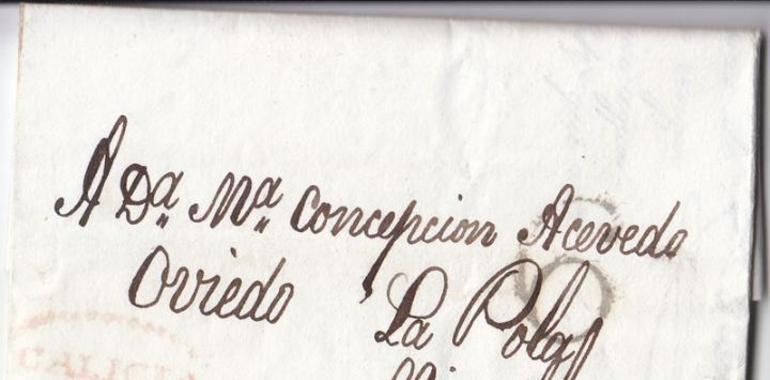 A Dª Mª Concepcion Acevedo
Oviedo La Pola